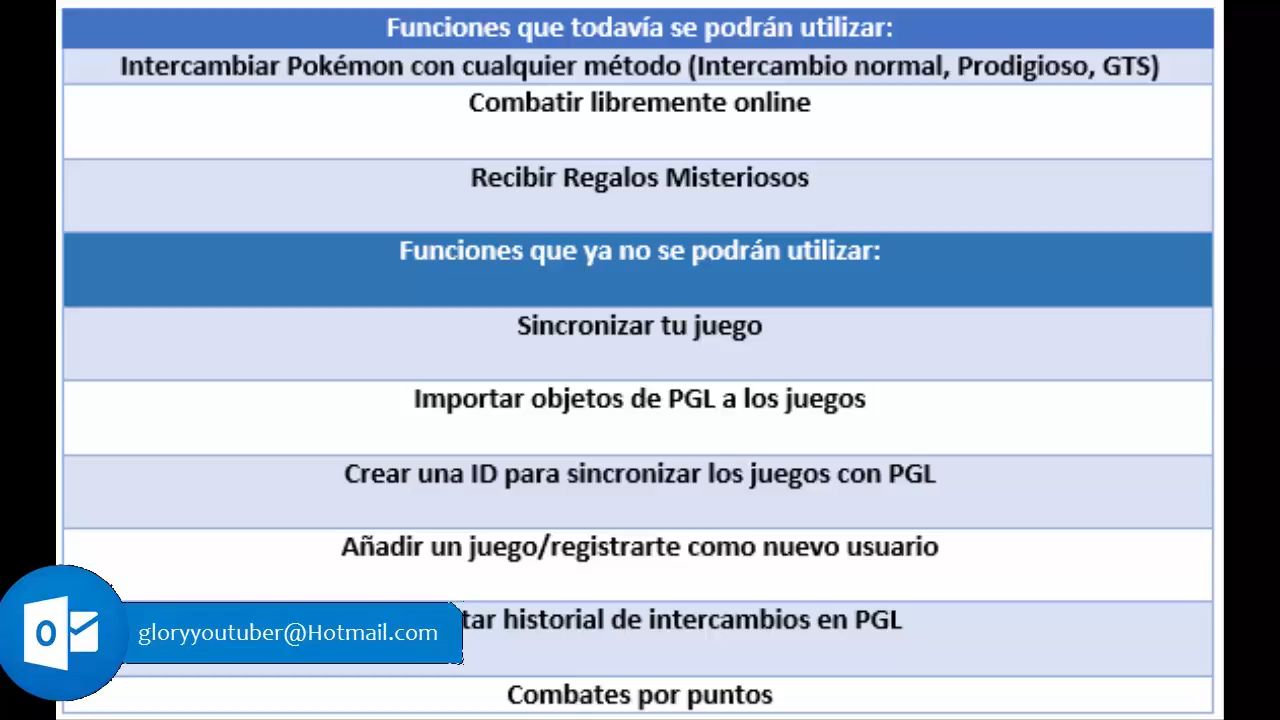 Funciones que todavía se podrán utilizar:
Intercambiar Pokémon con cualquier método (Intercambio normal, Prodigioso, GTS)
Combatir libremente online
Recibir Regalos Misteriosos
Funciones que ya no se podrán utilizar:
Sincronizar tu juego
Importar objetos de PGL a los juegos
Crear una ID para sincronizar los juegos con PGL
Añadir un juego/registrarte como nuevo usuario
historial de intercambios en PGL
gloryyoutuber@Hotmail.com
Combates por puntos